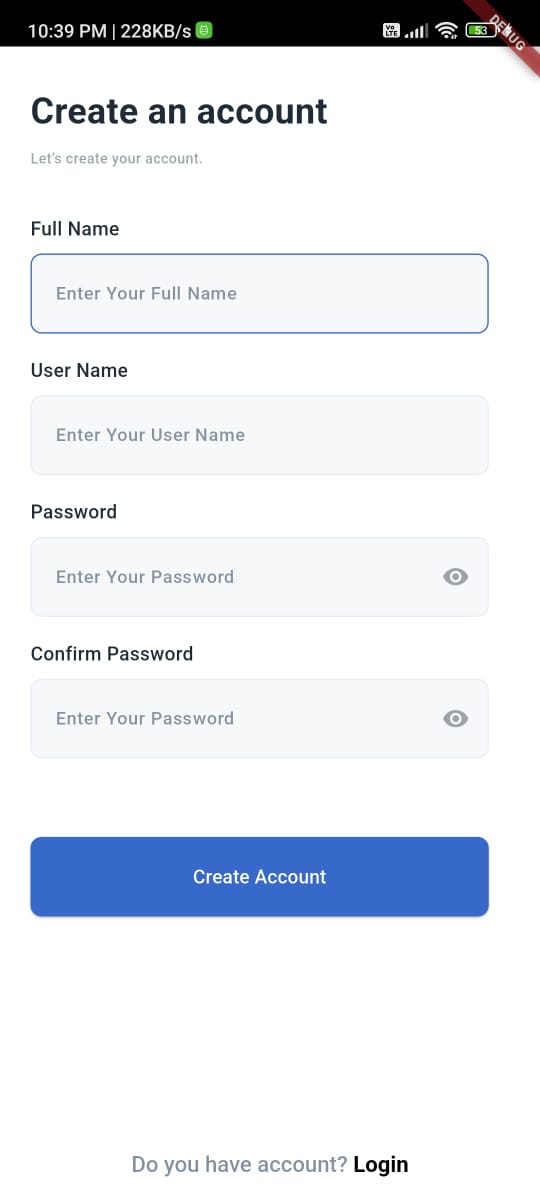 10:39 PM | 228KB/s
Vo LTE
53
DEBUG
Create an account
Let's create your account.
Full Name
Enter Your Full Name
User Name
Enter Your User Name
Password
Enter Your Password
Confirm Password
Enter Your Password
Create Account
Do you have account? Login